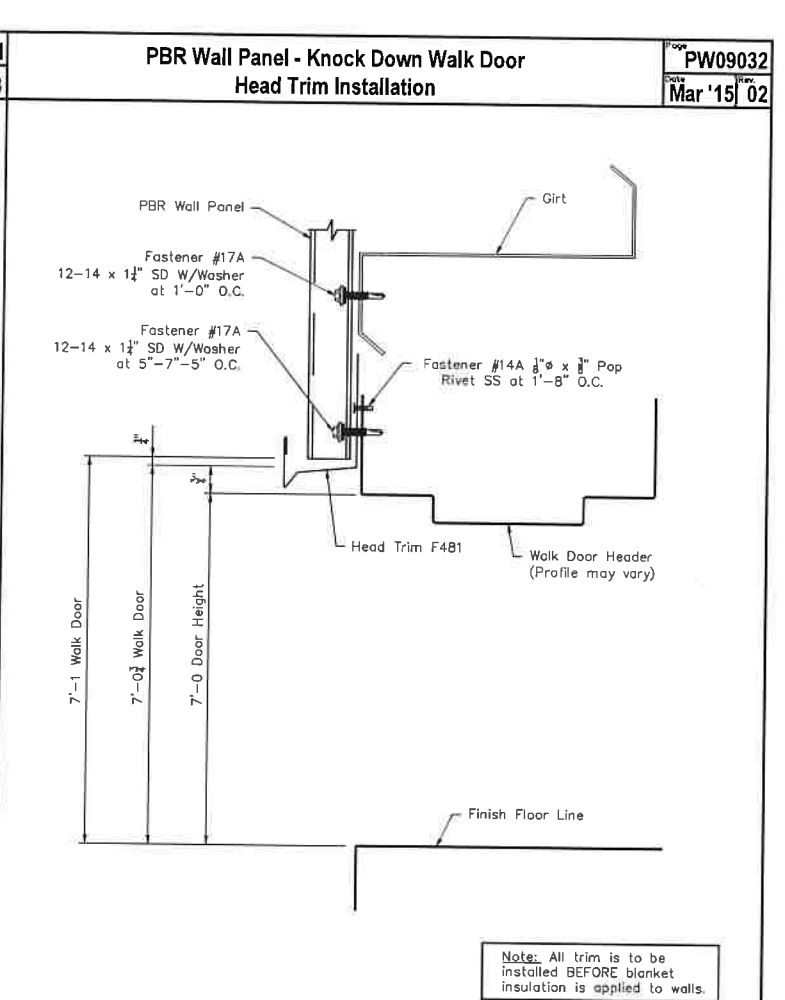 PBR Wall Panel - Knock Down Walk Door
Head Trim Installation
Page
PW09032
Date
Mar '15
Rev.
02
PBR Wall Panel
Girt
Fastener #17A
12-14 x 1¼" SD W/Washer
at 1'-0" O.C.
Fastener #17A
12-14 x 1¼" SD W/Washer
at 5"-7"-5" O.C.
Fastener #14A ⅛"ø x Pop
Rivet SS at 1'-8" O.C.
Head Trim F481
Walk Door Header
(Profile may vary)
7'-1 Walk Door
7'-0¾ Walk Door
7'-0 Door Height
Finish Floor Line
Note: All trim is to be
installed BEFORE blanket
insulation is applied to walls.